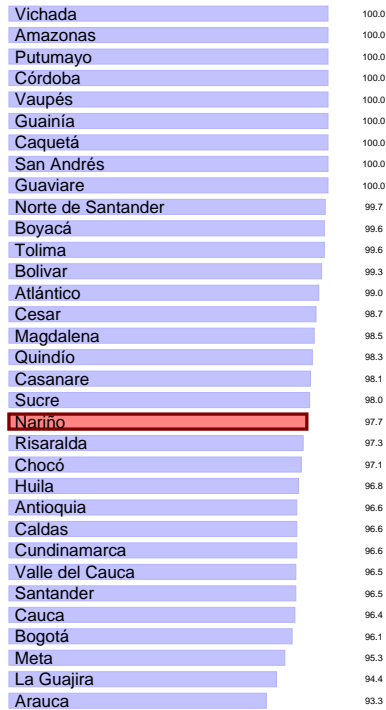 Vichada 100.0
Amazonas 100.0
Putumayo 100.0
Córdoba 100.0
Vaupés 100.0
Guainía 100.0
Caquetá 100.0
San Andrés 100.0
Guaviare 100.0
Norte de Santander 99.7
Boyacá 99.6
Tolima 99.6
Bolivar 99.3
Atlántico 99.0
Cesar 98.7
Magdalena 98.5
Quindío 98.3
Casanare 98.1
Sucre 98.0
Nariño 97.7
Risaralda 97.3
Chocó 97.1
Huila 96.8
Antioquia 96.6
Caldas 96.6
Cundinamarca 96.6
Valle del Cauca 96.5
Santander 96.5
Cauca 96.4
Bogotá 96.1
Meta 95.3
La Guajira 94.4
Arauca 93.3